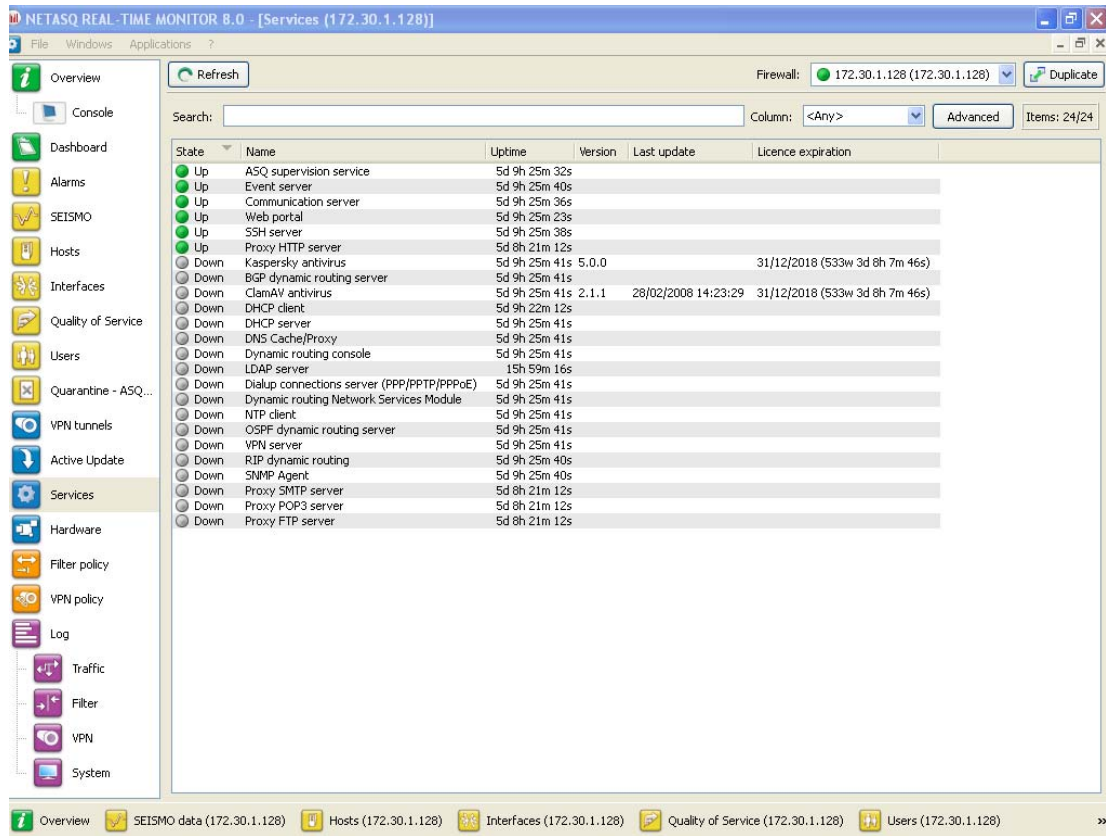 NETASQ REAL-TIME MONITOR 8.0 - [Services (172.30.1.128)]
File Windows Applications ?
Overview
Console
Dashboard
Alarms
SEISMO
Hosts
Interfaces
Quality of Service
Users
Quarantine - ASQ...
VPN tunnels
Active Update
Services
Hardware
Filter policy
VPN policy
Log
Traffic
Filter
VPN
System
Refresh Firewall: 172.30.1.128 (172.30.1.128) Duplicate
Search: Column: <Any> Advanced Items: 24/24
State Name Uptime Version Last update Licence expiration
Up ASQ supervision service 5d 9h 25m 32s
Up Event server 5d 9h 25m 40s
Up Communication server 5d 9h 25m 36s
Up Web portal 5d 9h 25m 23s
Up SSH server 5d 9h 25m 38s
Up Proxy HTTP server 5d 8h 21m 12s
Down Kaspersky antivirus 5d 9h 25m 41s 5.0.0 31/12/2018 (533w 3d 8h 7m 46s)
Down BGP dynamic routing server 5d 9h 25m 41s
Down ClamAV antivirus 5d 9h 25m 41s 2.1.1 28/02/2008 14:23:29 31/12/2018 (533w 3d 8h 7m 46s)
Down DHCP client 5d 9h 22m 12s
Down DHCP server 5d 9h 25m 41s
Down DNS Cache/Proxy 5d 9h 25m 41s
Down Dynamic routing console 5d 9h 25m 41s
Down LDAP server 15h 59m 16s
Down Dialup connections server (PPP/PPTP/PPPoE) 5d 9h 25m 41s
Down Dynamic routing Network Services Module 5d 9h 25m 41s
Down NTP client 5d 9h 25m 41s
Down OSPF dynamic routing server 5d 9h 25m 41s
Down VPN server 5d 9h 25m 41s
Down RIP dynamic routing 5d 9h 25m 40s
Down SNMP Agent 5d 9h 25m 40s
Down Proxy SMTP server 5d 8h 21m 12s
Down Proxy POP3 server 5d 8h 21m 12s
Down Proxy FTP server 5d 8h 21m 12s
Overview SEISMO data (172.30.1.128) Hosts (172.30.1.128) Interfaces (172.30.1.128) Quality of Service (172.30.1.128) Users (172.30.1.128) »